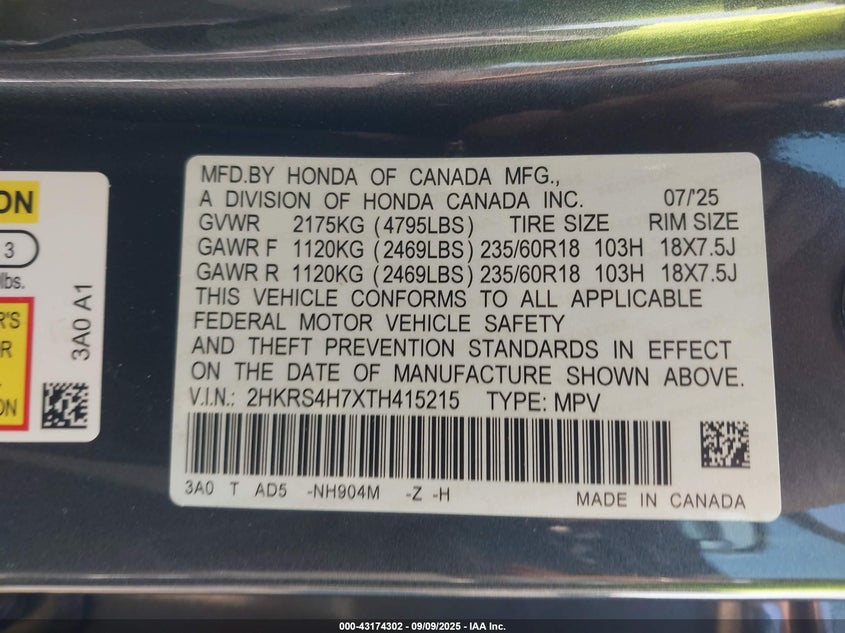 MFD.BY HONDA OF CANADA MFG.,
A DIVISION OF HONDA CANADA INC. 07/'25
GVWR 2175KG (4795LBS) TIRE SIZE RIM SIZE
GAWR F 1120KG (2469LBS) 235/60R18 103H 18X7.5J
GAWR R 1120KG (2469LBS) 235/60R18 103H 18X7.5J
THIS VEHICLE CONFORMS TO ALL APPLICABLE
FEDERAL MOTOR VEHICLE SAFETY
AND THEFT PREVENTION STANDARDS IN EFFECT
ON THE DATE OF MANUFACTURE SHOWN ABOVE.
V.I.N.: 2HKRS4H7XTH415215 TYPE: MPV
3A0 T AD5 -NH904M -Z -H
MADE IN CANADA
ON
3
lbs.
R'S
R
ON
3A0 A1
000-43174302 - 09/09/2025 - IAA Inc.